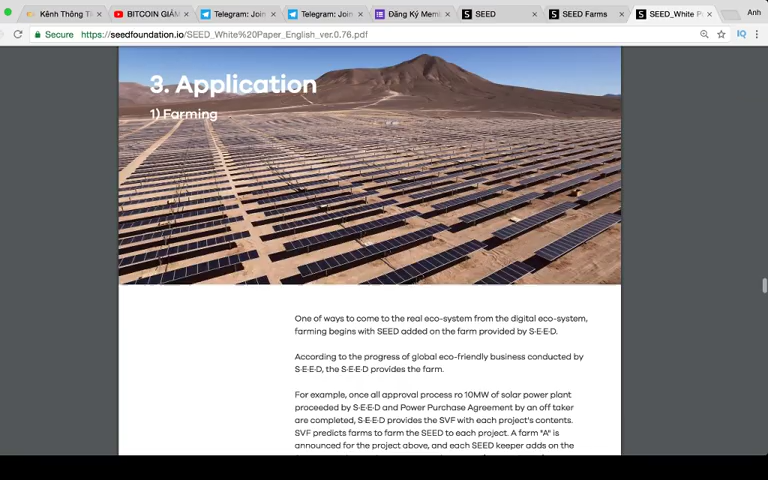 Kênh Thông T
BITCOIN GIẢM
Telegram: Join
Telegram: Join
Đăng Ký Mem
SEED
SEED Farms
SEED_White P
Anh
Secure
https://seedfoundation.io/SEED_White%20Paper_English_ver.0.76.pdf
3. Application
1) Farming
One of ways to come to the real eco-system from the digital eco-system,
farming begins with SEED added on the farm provided by S·E·E·D.
According to the progress of global eco-friendly business conducted by
S·E·E·D, the S·E·E·D provides the farm.
For example, once all approval process ro 10MW of solar power plant
proceeded by S·E·E·D and Power Purchase Agreement by an off taker
are completed, S·E·E·D provides the SVF with each project's contents.
SVF predicts farms to farm the SEED to each project. A farm "A" is
announced for the project above, and each SEED keeper adds on the